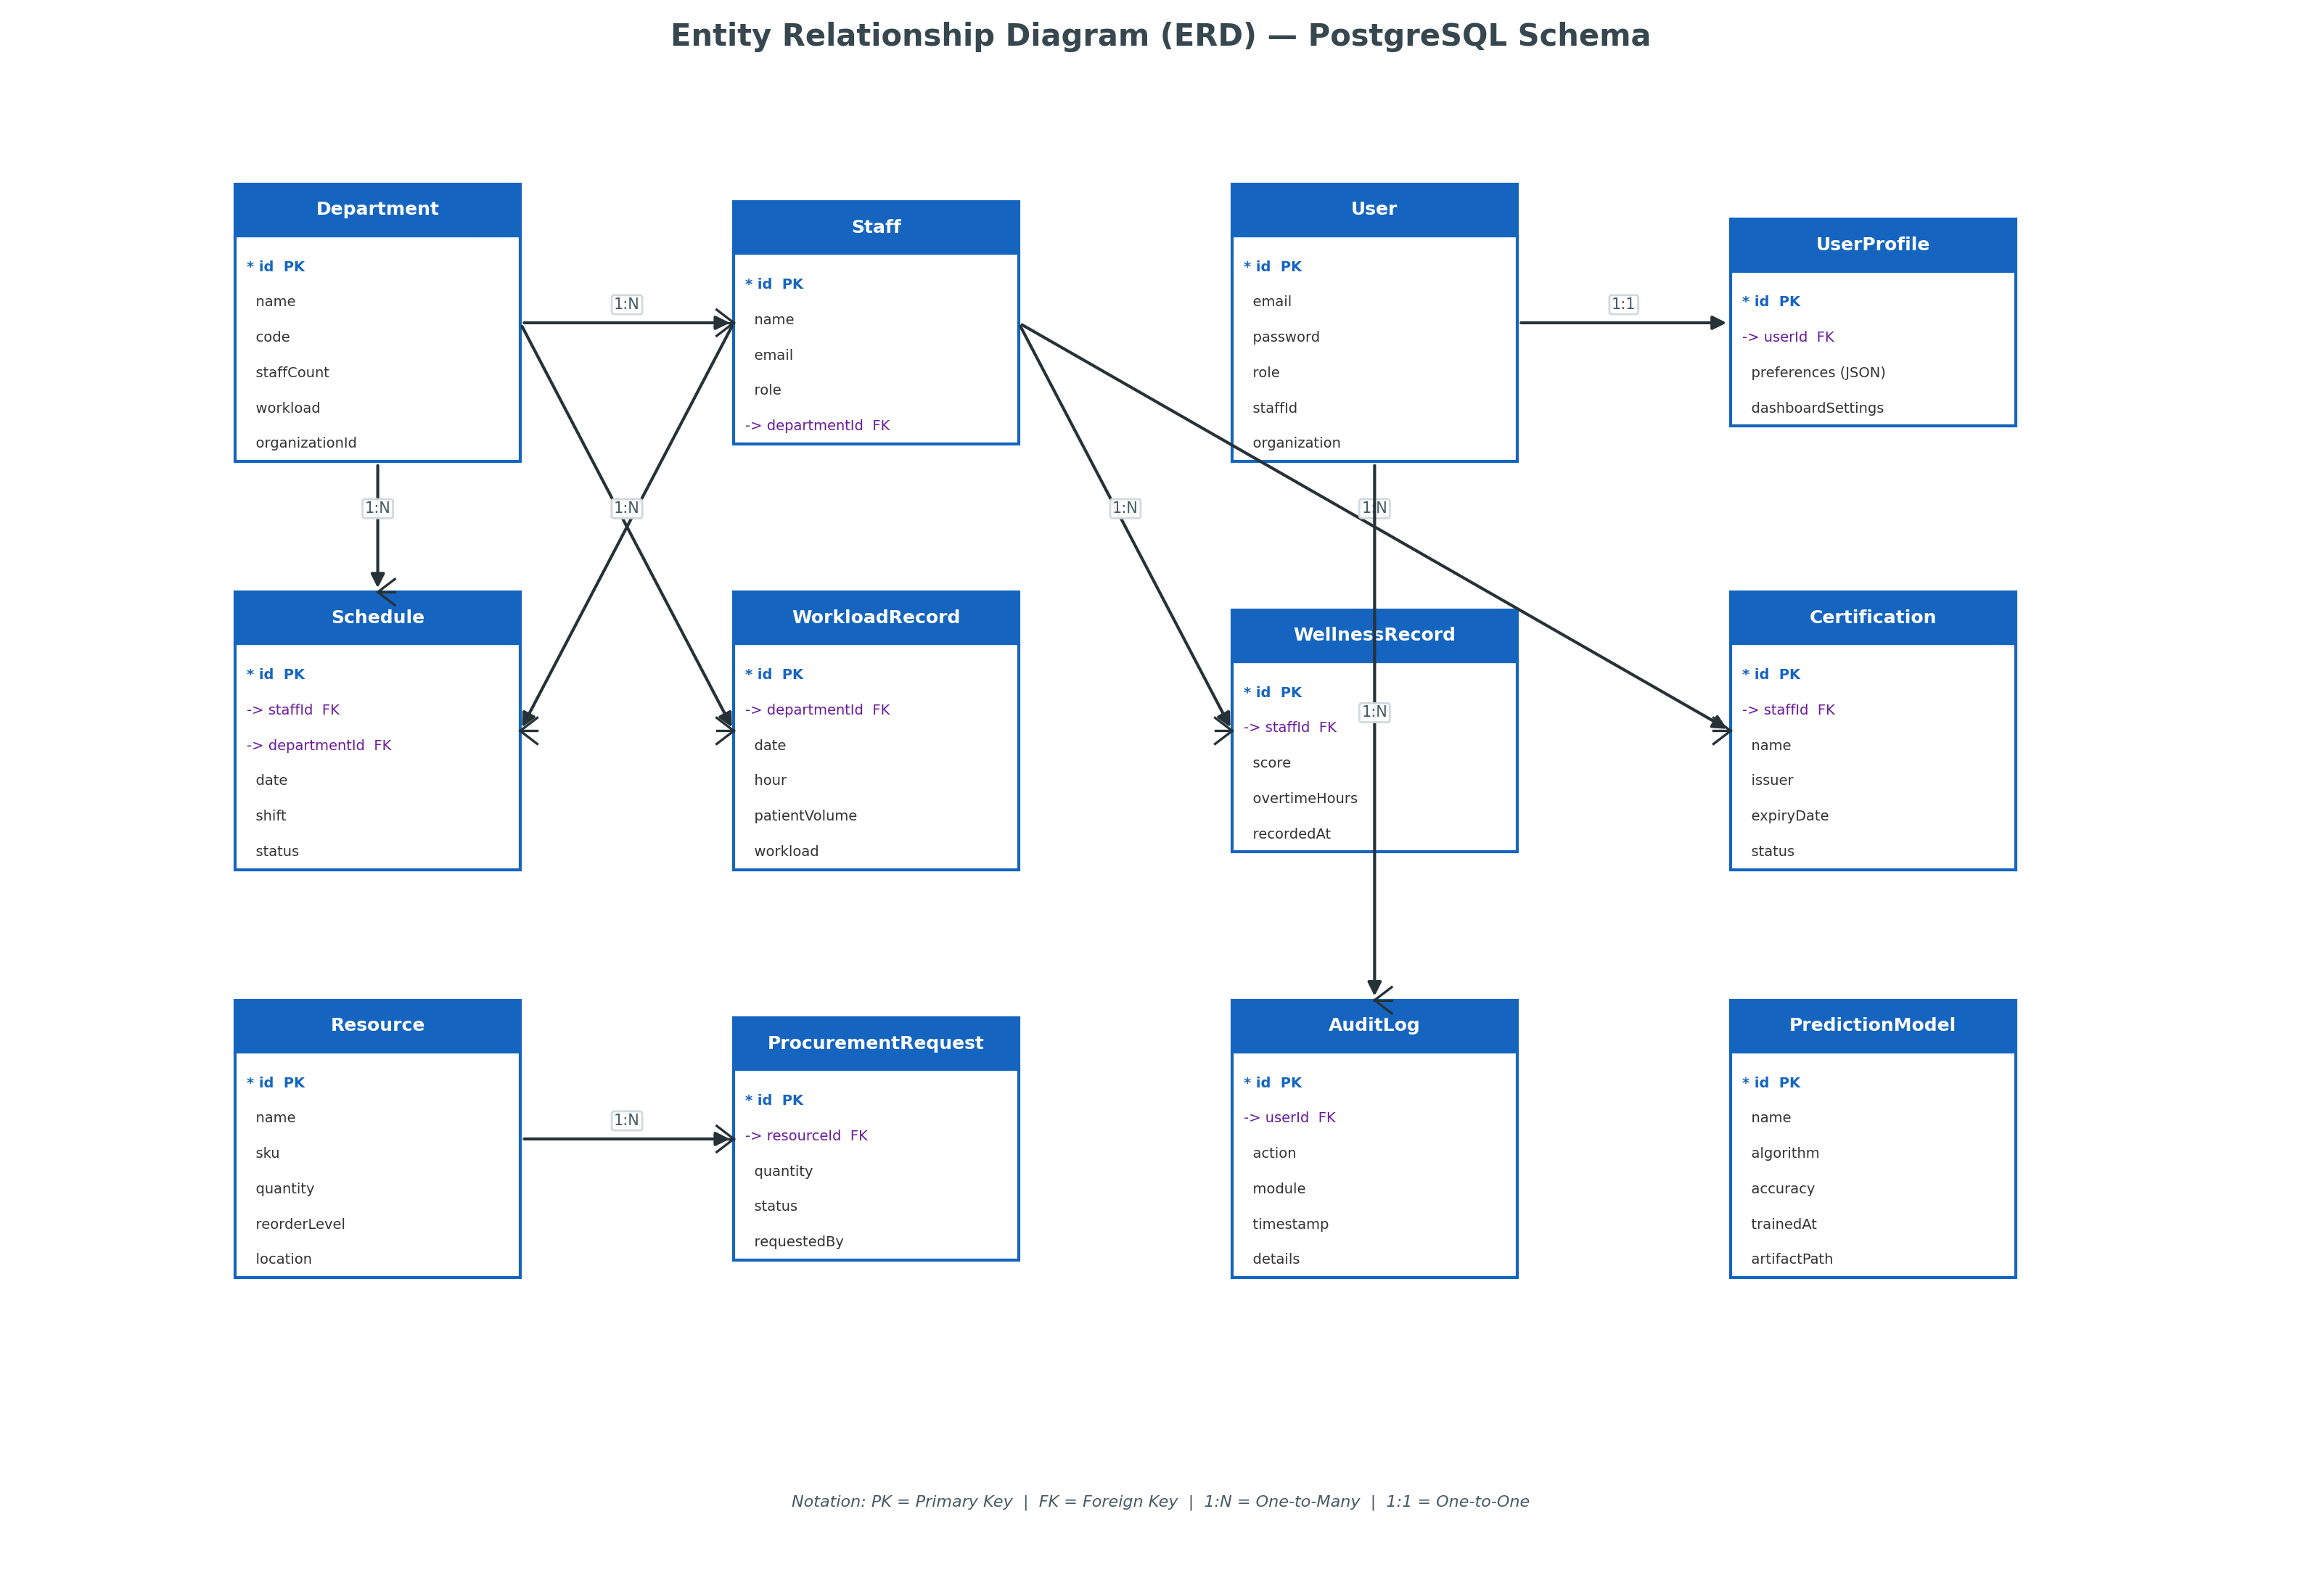 Entity Relationship Diagram (ERD) — PostgreSQL Schema
Department
* id  PK
name
code
staffCount
workload
organizationId
1:N
Staff
* id  PK
name
email
role
-> departmentId  FK
User
* id  PK
email
password
role
staffId
organization
1:1
UserProfile
* id  PK
-> userId  FK
preferences (JSON)
dashboardSettings
1:N
1:N
1:N
1:N
Schedule
* id  PK
-> staffId  FK
-> departmentId  FK
date
shift
status
WorkloadRecord
* id  PK
-> departmentId  FK
date
hour
patientVolume
workload
WellnessRecord
* id  PK
-> staffId  FK
score
overtimeHours
recordedAt
1:N
Certification
* id  PK
-> staffId  FK
name
issuer
expiryDate
status
Resource
* id  PK
name
sku
quantity
reorderLevel
location
1:N
ProcurementRequest
* id  PK
-> resourceId  FK
quantity
status
requestedBy
AuditLog
* id  PK
-> userId  FK
action
module
timestamp
details
PredictionModel
* id  PK
name
algorithm
accuracy
trainedAt
artifactPath
Notation: PK = Primary Key  |  FK = Foreign Key  |  1:N = One-to-Many  |  1:1 = One-to-One